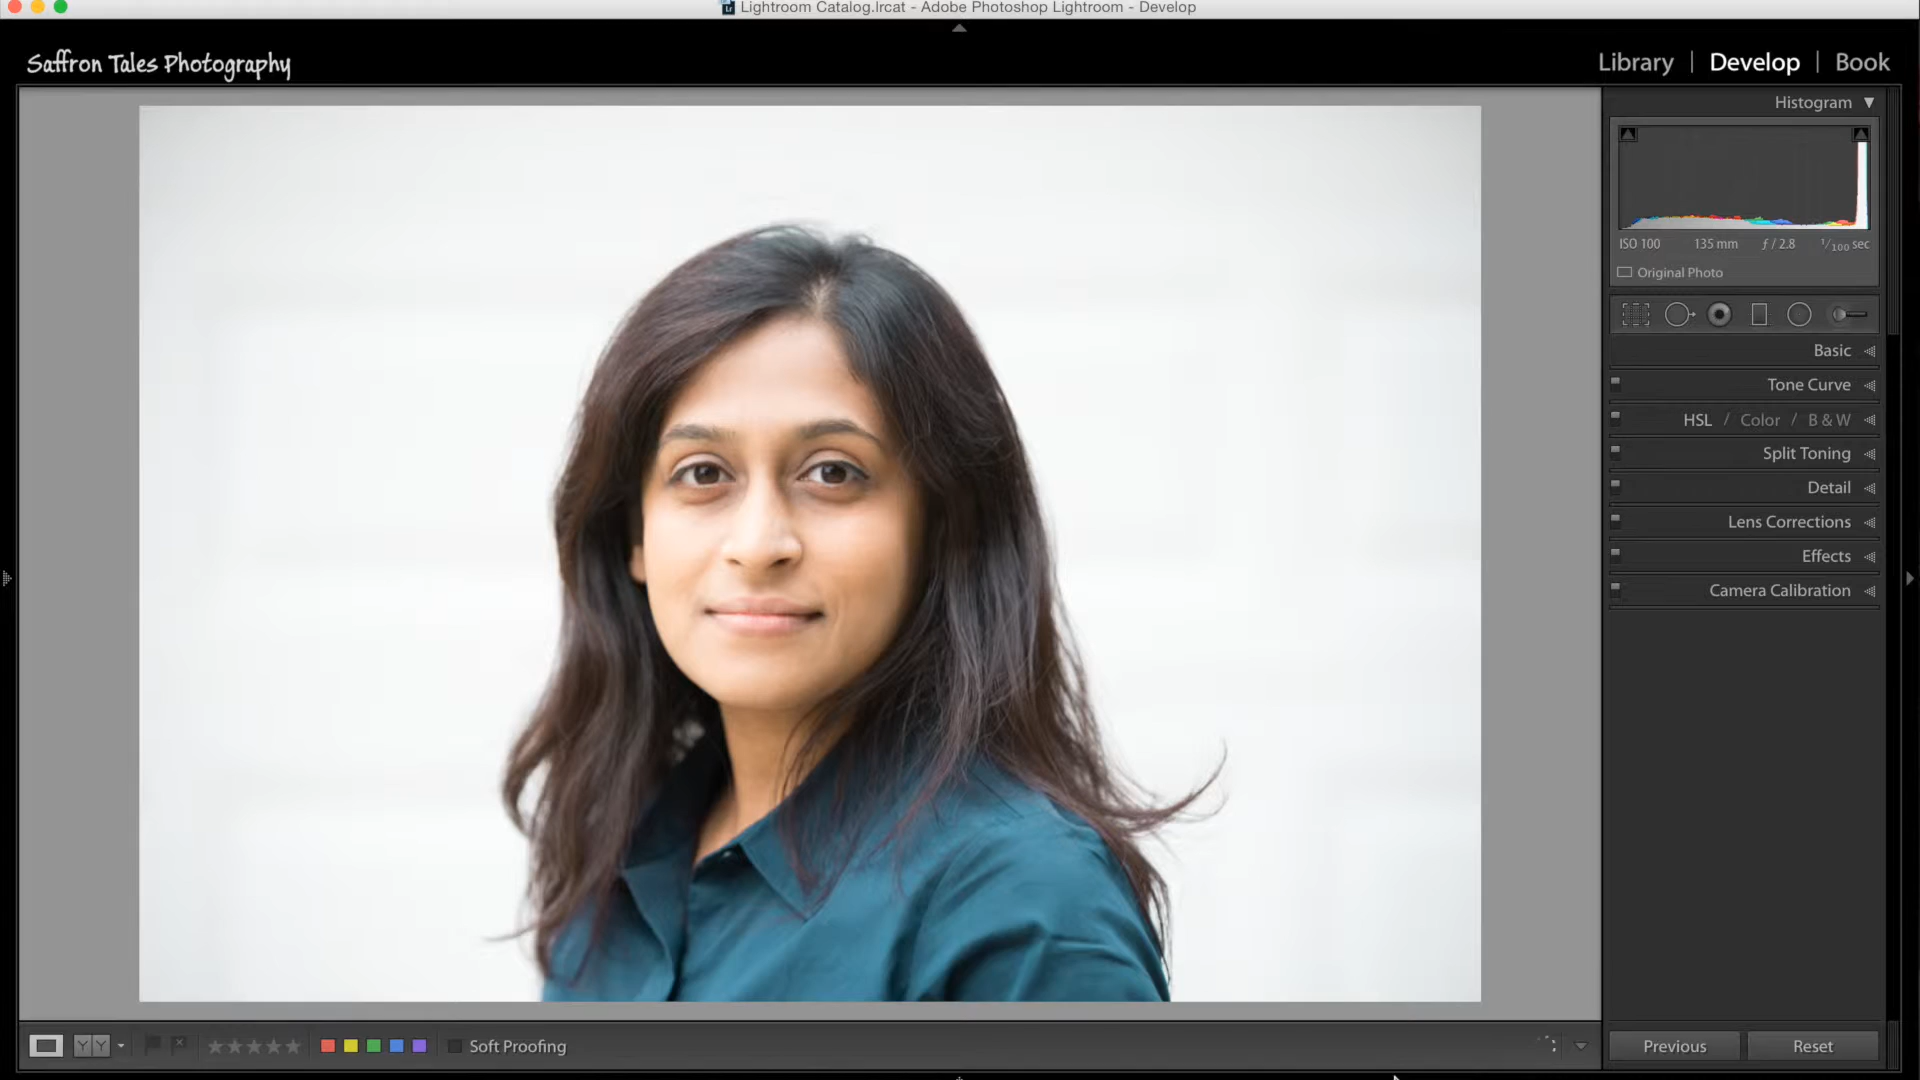 Lightroom Catalog.lrcat - Adobe Photoshop Lightroom - Develop
Saffron Tales Photography
Library | Develop | Book
Histogram
ISO 100 135 mm ƒ / 2.8 1/100 sec
Original Photo
Basic
Tone Curve
HSL / Color / B & W
Split Toning
Detail
Lens Corrections
Effects
Camera Calibration
Y Y
Soft Proofing
Previous
Reset